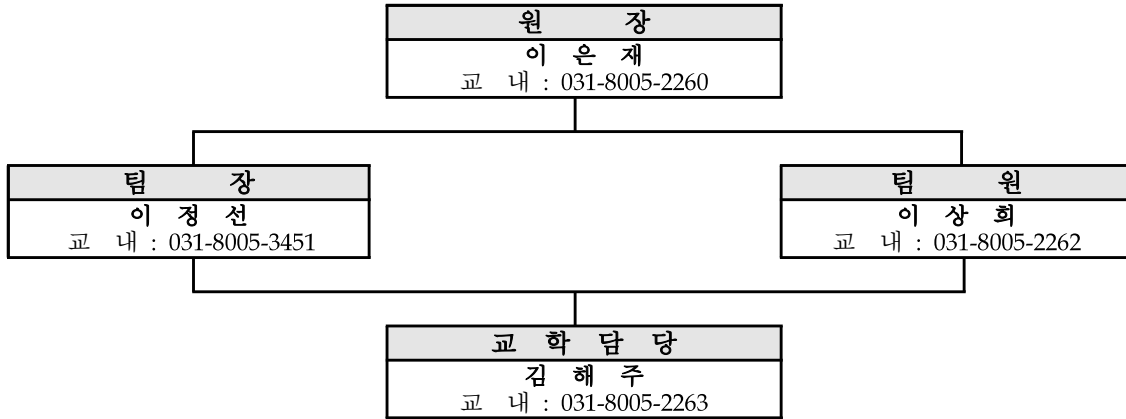 원 장
이 은 재
교 내 : 031-8005-2260
팀 장
이 정 선
교 내 : 031-8005-3451
팀 원
이 상 희
교 내 : 031-8005-2262
교 학 담 당
김 해 주
교 내 : 031-8005-2263